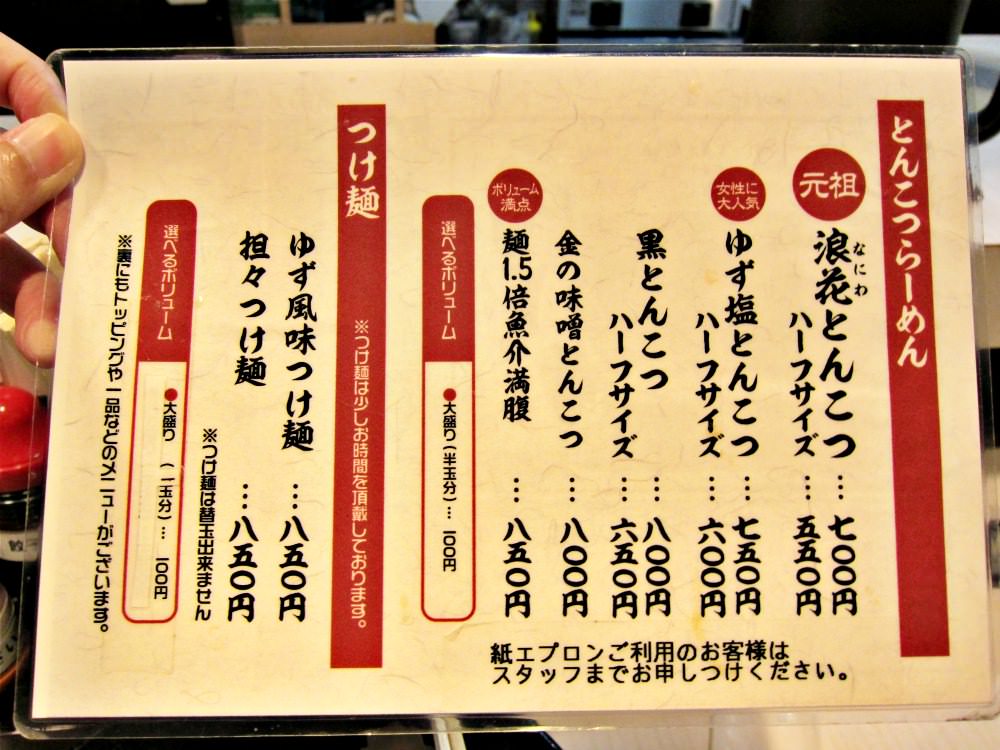 とんこつらーめん
元祖
なにわ
浪花とんこつ … 七〇〇円
ハーフサイズ … 五五〇円
女性に
大人気
ゆず塩とんこつ … 七五〇円
ハーフサイズ … 六〇〇円
黒とんこつ … 八〇〇円
ハーフサイズ … 六五〇円
金の味噌とんこつ … 八〇〇円
ボリューム
満点
麺1.5倍魚介満腹 … 八五〇円
選べるボリューム
●大盛り(半玉分)… 100円
紙エプロンご利用のお客様は
スタッフまでお申しつけください。
つけ麺
※つけ麺は少しお時間を頂戴しております。
ゆず風味つけ麺 … 八五〇円
担々つけ麺 … 八五〇円
※つけ麺は替玉出来ません
選べるボリューム
●大盛り(一玉分)… 100円
※裏にもトッピングや一品などのメニューがございます。